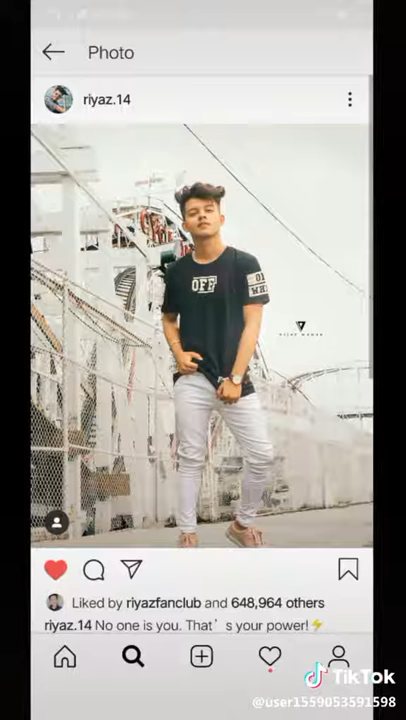 Photo
riyaz.14
OFF
Liked by riyazfanclub and 648,964 others
riyaz.14 No one is you. That's your power!⚡
TikTok
@user1559053591598